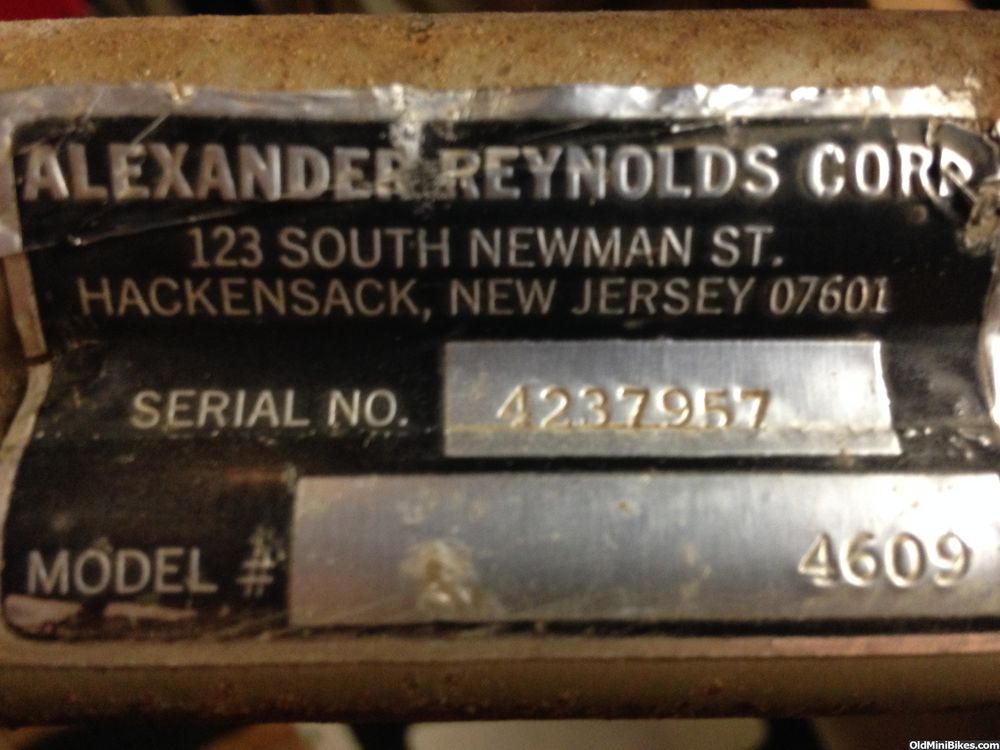 ALEXANDER REYNOLDS CORP
123 SOUTH NEWMAN ST.
HACKENSACK, NEW JERSEY 07601
SERIAL NO. 4237957
MODEL # 4609
OldMiniBikes.com